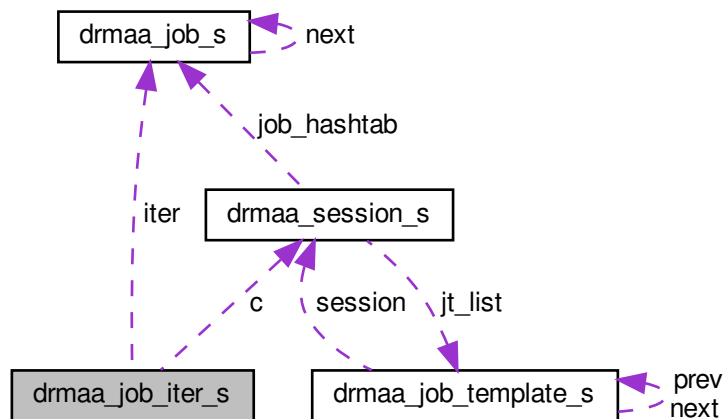 drmaa_job_s
next
job_hashtab
iter
drmaa_session_s
c
session
jt_list
drmaa_job_iter_s
drmaa_job_template_s
prev
next